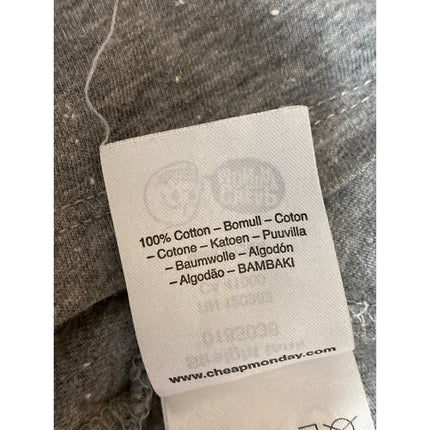 100% Cotton – Bomull – Coton
– Cotone – Katoen – Puuvilla
– Baumwolle – Algodón
– Algodão – BAMBAKI
www.cheapmonday.com